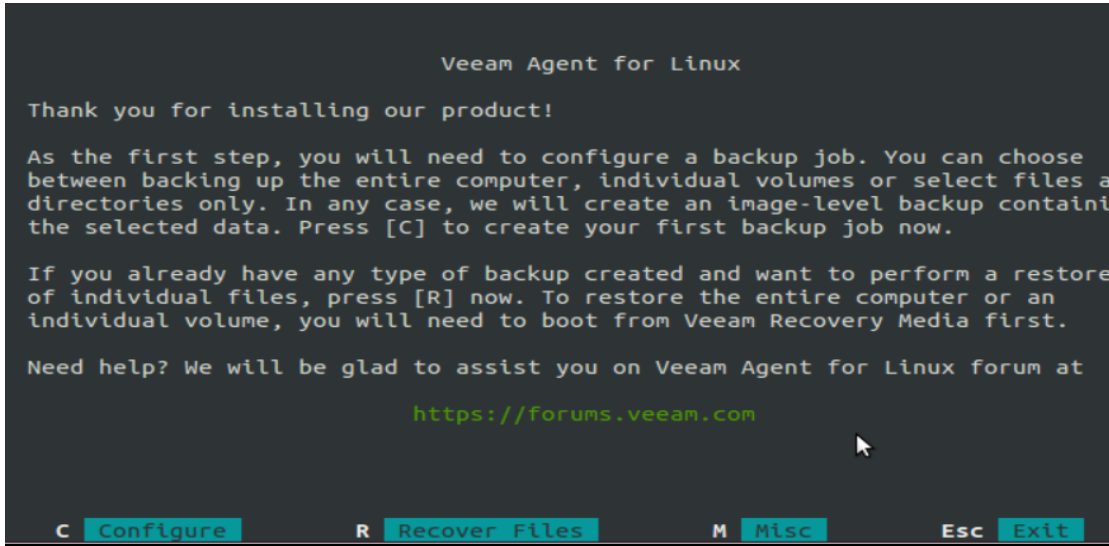 Veeam Agent for Linux
Thank you for installing our product!
As the first step, you will need to configure a backup job. You can choose
between backing up the entire computer, individual volumes or select files a
directories only. In any case, we will create an image-level backup containi
the selected data. Press [C] to create your first backup job now.
If you already have any type of backup created and want to perform a restore
of individual files, press [R] now. To restore the entire computer or an
individual volume, you will need to boot from Veeam Recovery Media first.
Need help? We will be glad to assist you on Veeam Agent for Linux forum at
https://forums.veeam.com
C Configure R Recover Files M Misc Esc Exit